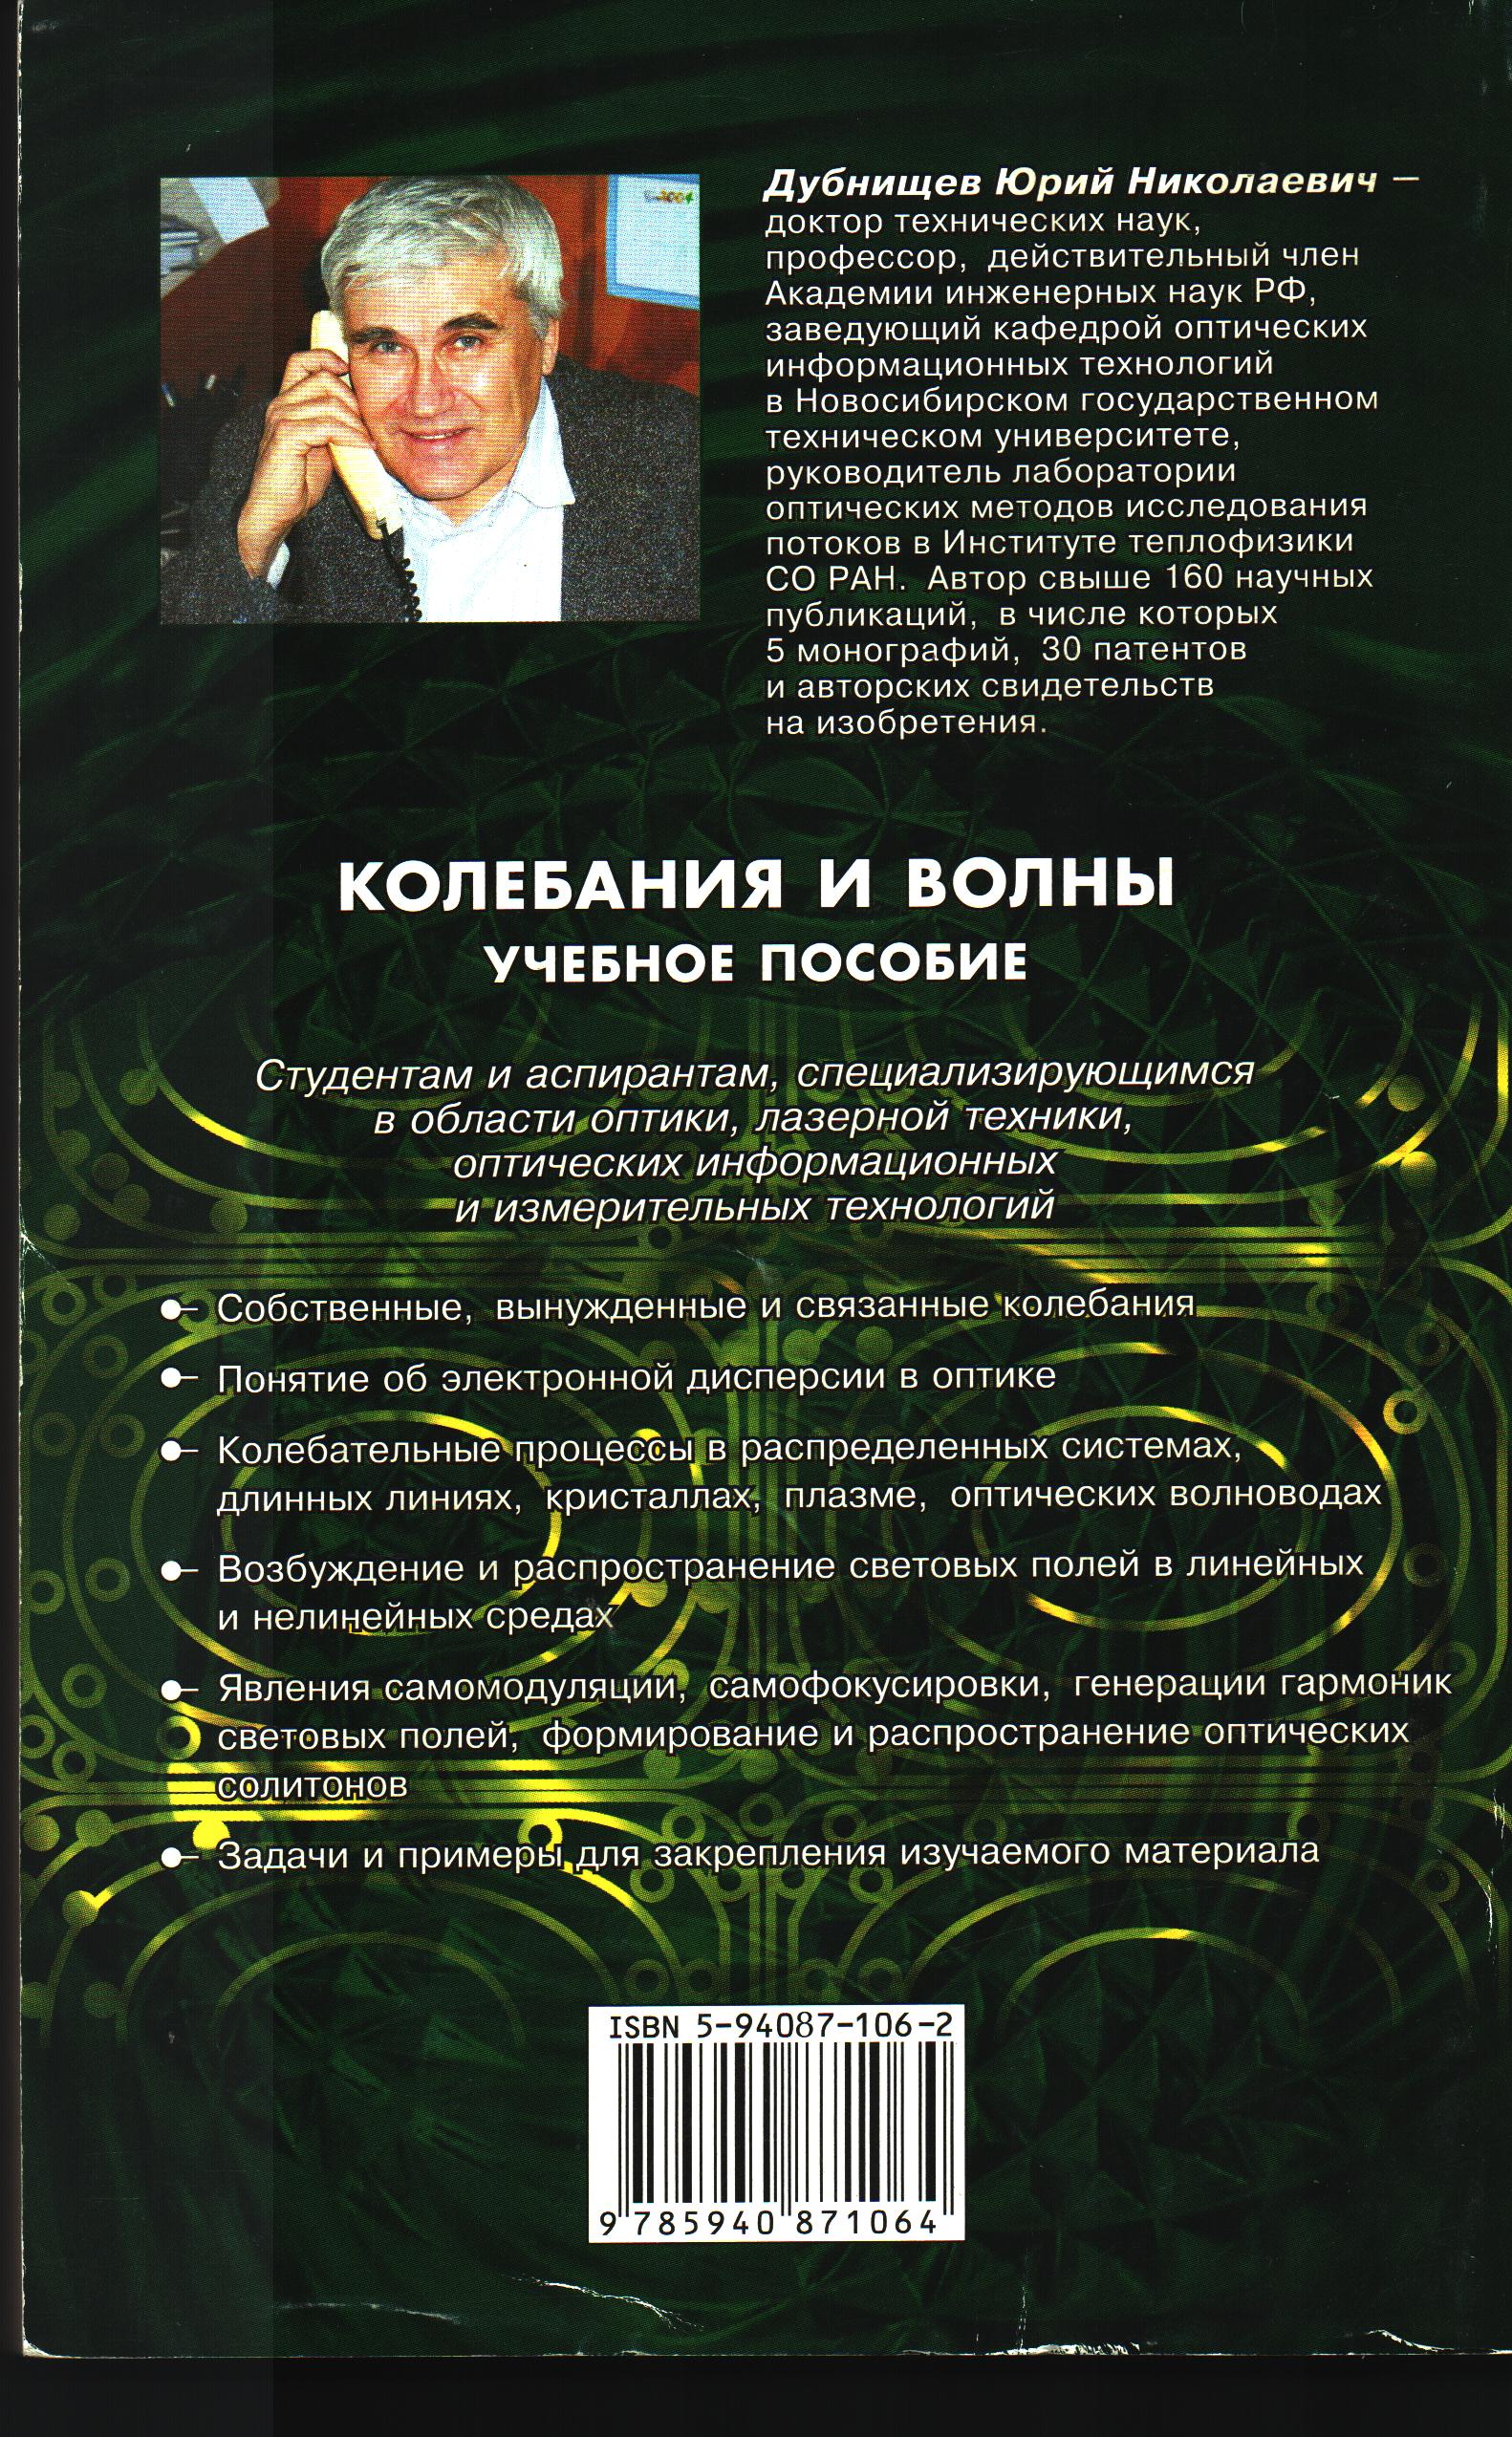 Дубнищев Юрий Николаевич —
доктор технических наук,
профессор, действительный член
Академии инженерных наук РФ,
заведующий кафедрой оптических
информационных технологий
в Новосибирском государственном
техническом университете,
руководитель лаборатории
оптических методов исследования
потоков в Институте теплофизики
СО РАН. Автор свыше 160 научных
публикаций, в числе которых
5 монографий, 30 патентов
и авторских свидетельств
на изобретения.
КОЛЕБАНИЯ И ВОЛНЫ
УЧЕБНОЕ ПОСОБИЕ
Студентам и аспирантам, специализирующимся
в области оптики, лазерной техники,
оптических информационных
и измерительных технологий
Собственные, вынужденные и связанные колебания
Понятие об электронной дисперсии в оптике
Колебательные процессы в распределенных системах,
длинных линиях, кристаллах, плазме, оптических волноводах
Возбуждение и распространение световых полей в линейных
и нелинейных средах
Явления самомодуляции, самофокусировки, генерации гармоник
световых полей, формирование и распространение оптических
солитонов
Задачи и примеры для закрепления изучаемого материала
ISBN 5-94087-106-2
9 785940 871064